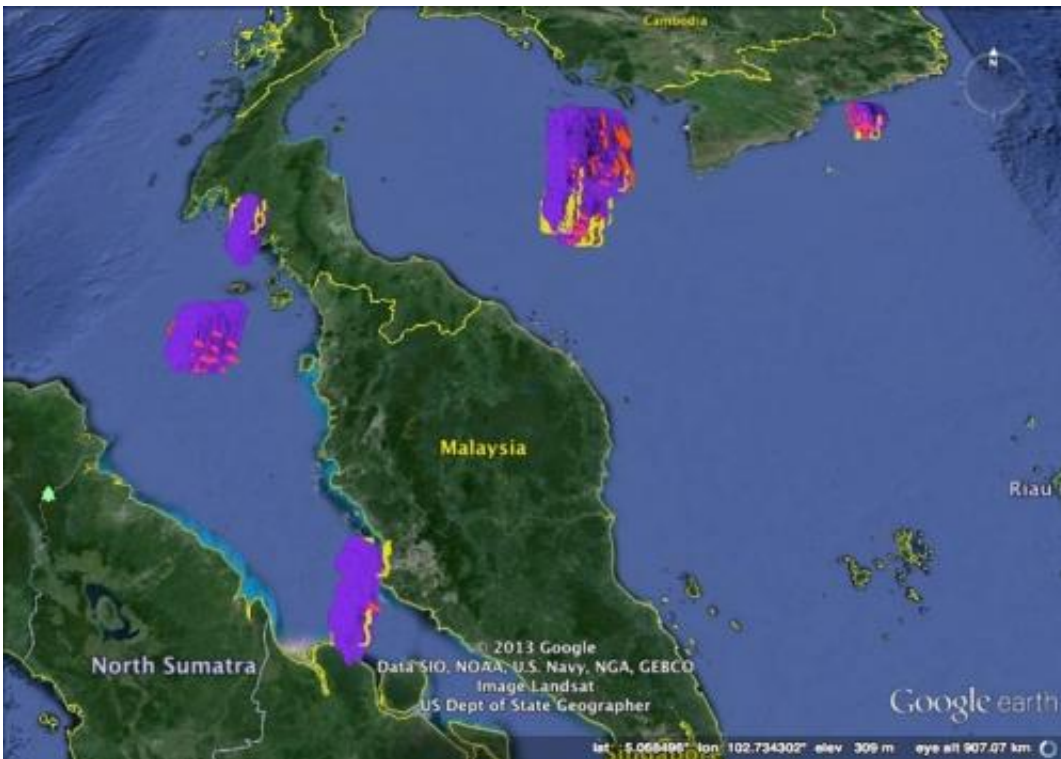 Cambodia
N
Malaysia
Riau
North Sumatra
© 2013 Google
Data SIO, NOAA, U.S. Navy, NGA, GEBCO
Image Landsat
US Dept of State Geographer
Google earth
Singapore
lat 5.068496° lon 102.734302° elev 309 m eye alt 907.07 km